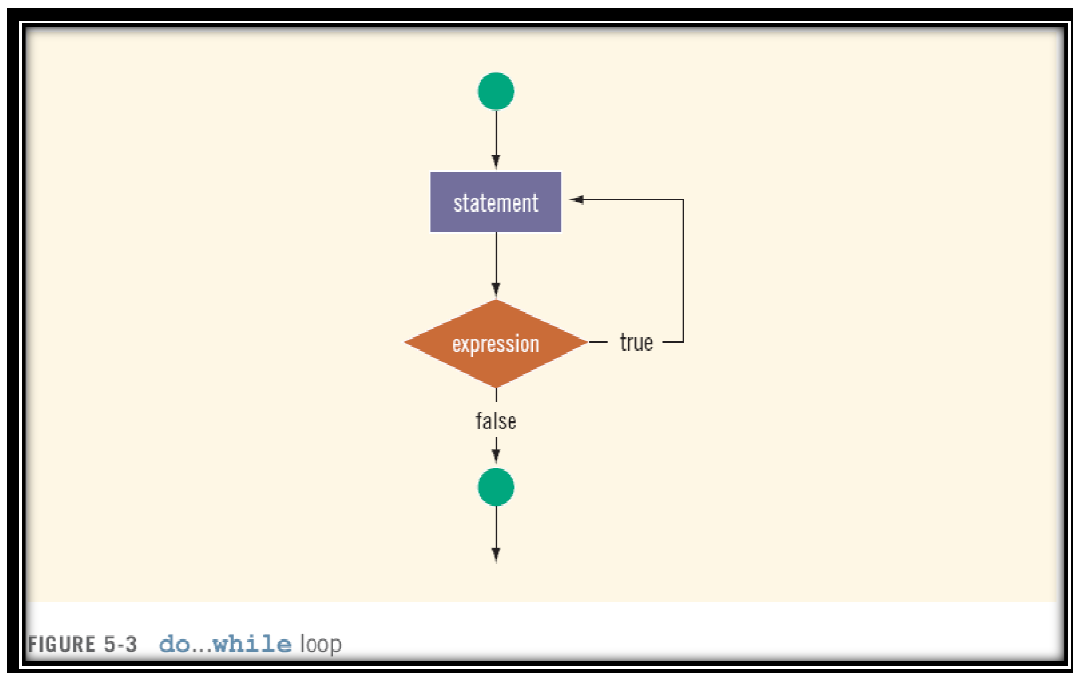 statement
expression
true
false
FIGURE 5-3 do...while loop